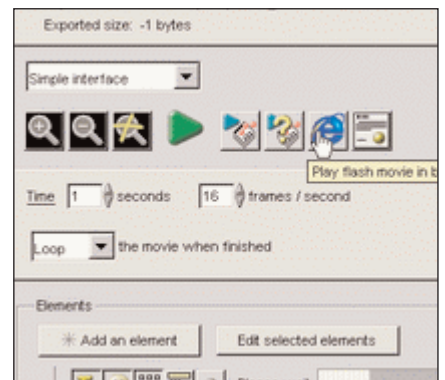 Exported size: -1 bytes
Simple interface
Play flash movie in b
Time 1 seconds 16 frames / second
Loop the movie when finished
Elements
Add an element Edit selected elements